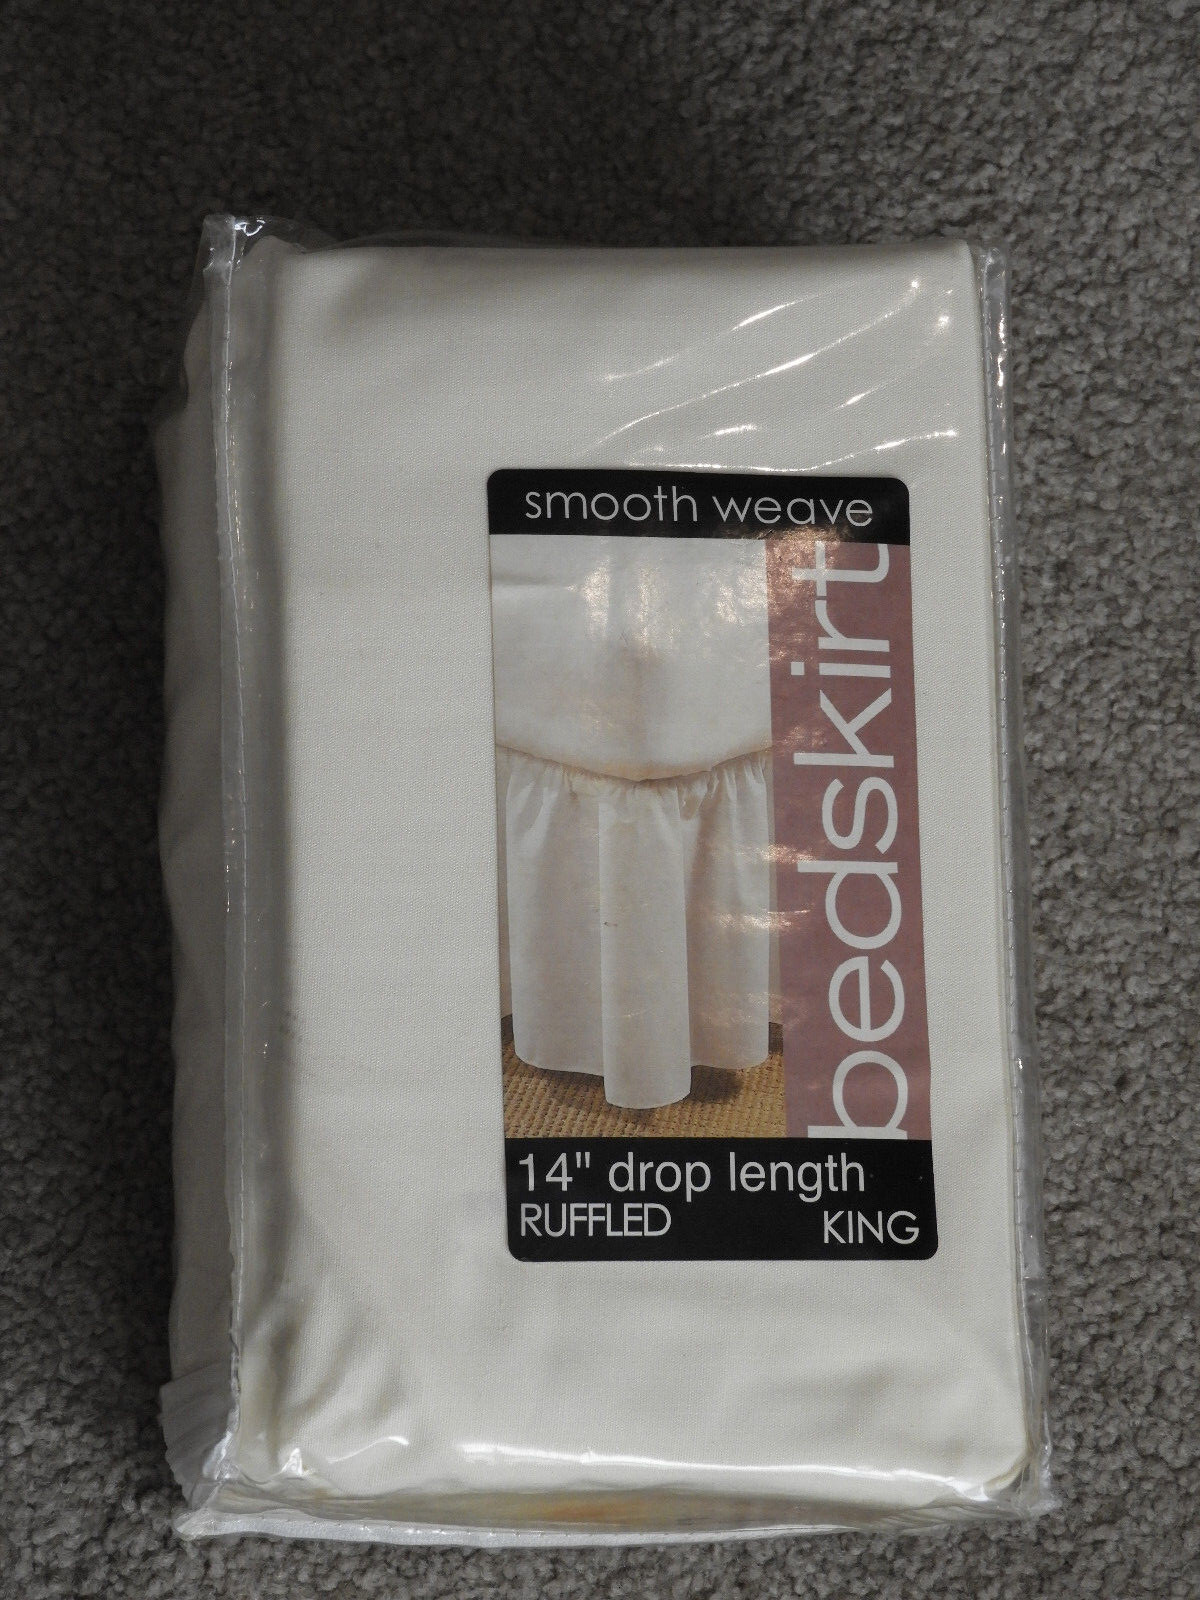 smooth weave
bedskirt
14" drop length
RUFFLED KING